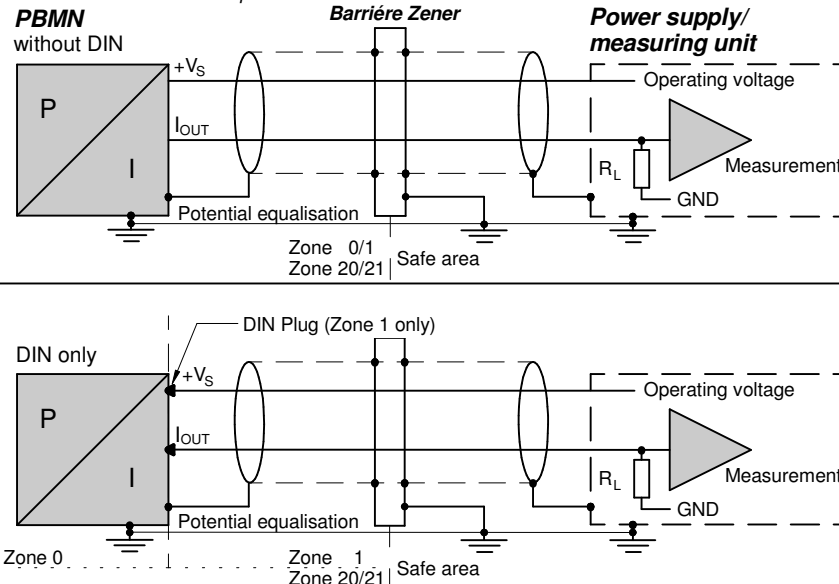 PBMN
without DIN
Barriére Zener
Power supply/
measuring unit
+VS
Operating voltage
P
IOUT
I
RL
Measurement
GND
Potential equalisation
Zone 0/1
Zone 20/21
Safe area
DIN Plug (Zone 1 only)
DIN only
+VS
Operating voltage
P
IOUT
I
RL
Measurement
GND
Potential equalisation
Zone 0
Zone 1
Zone 20/21
Safe area